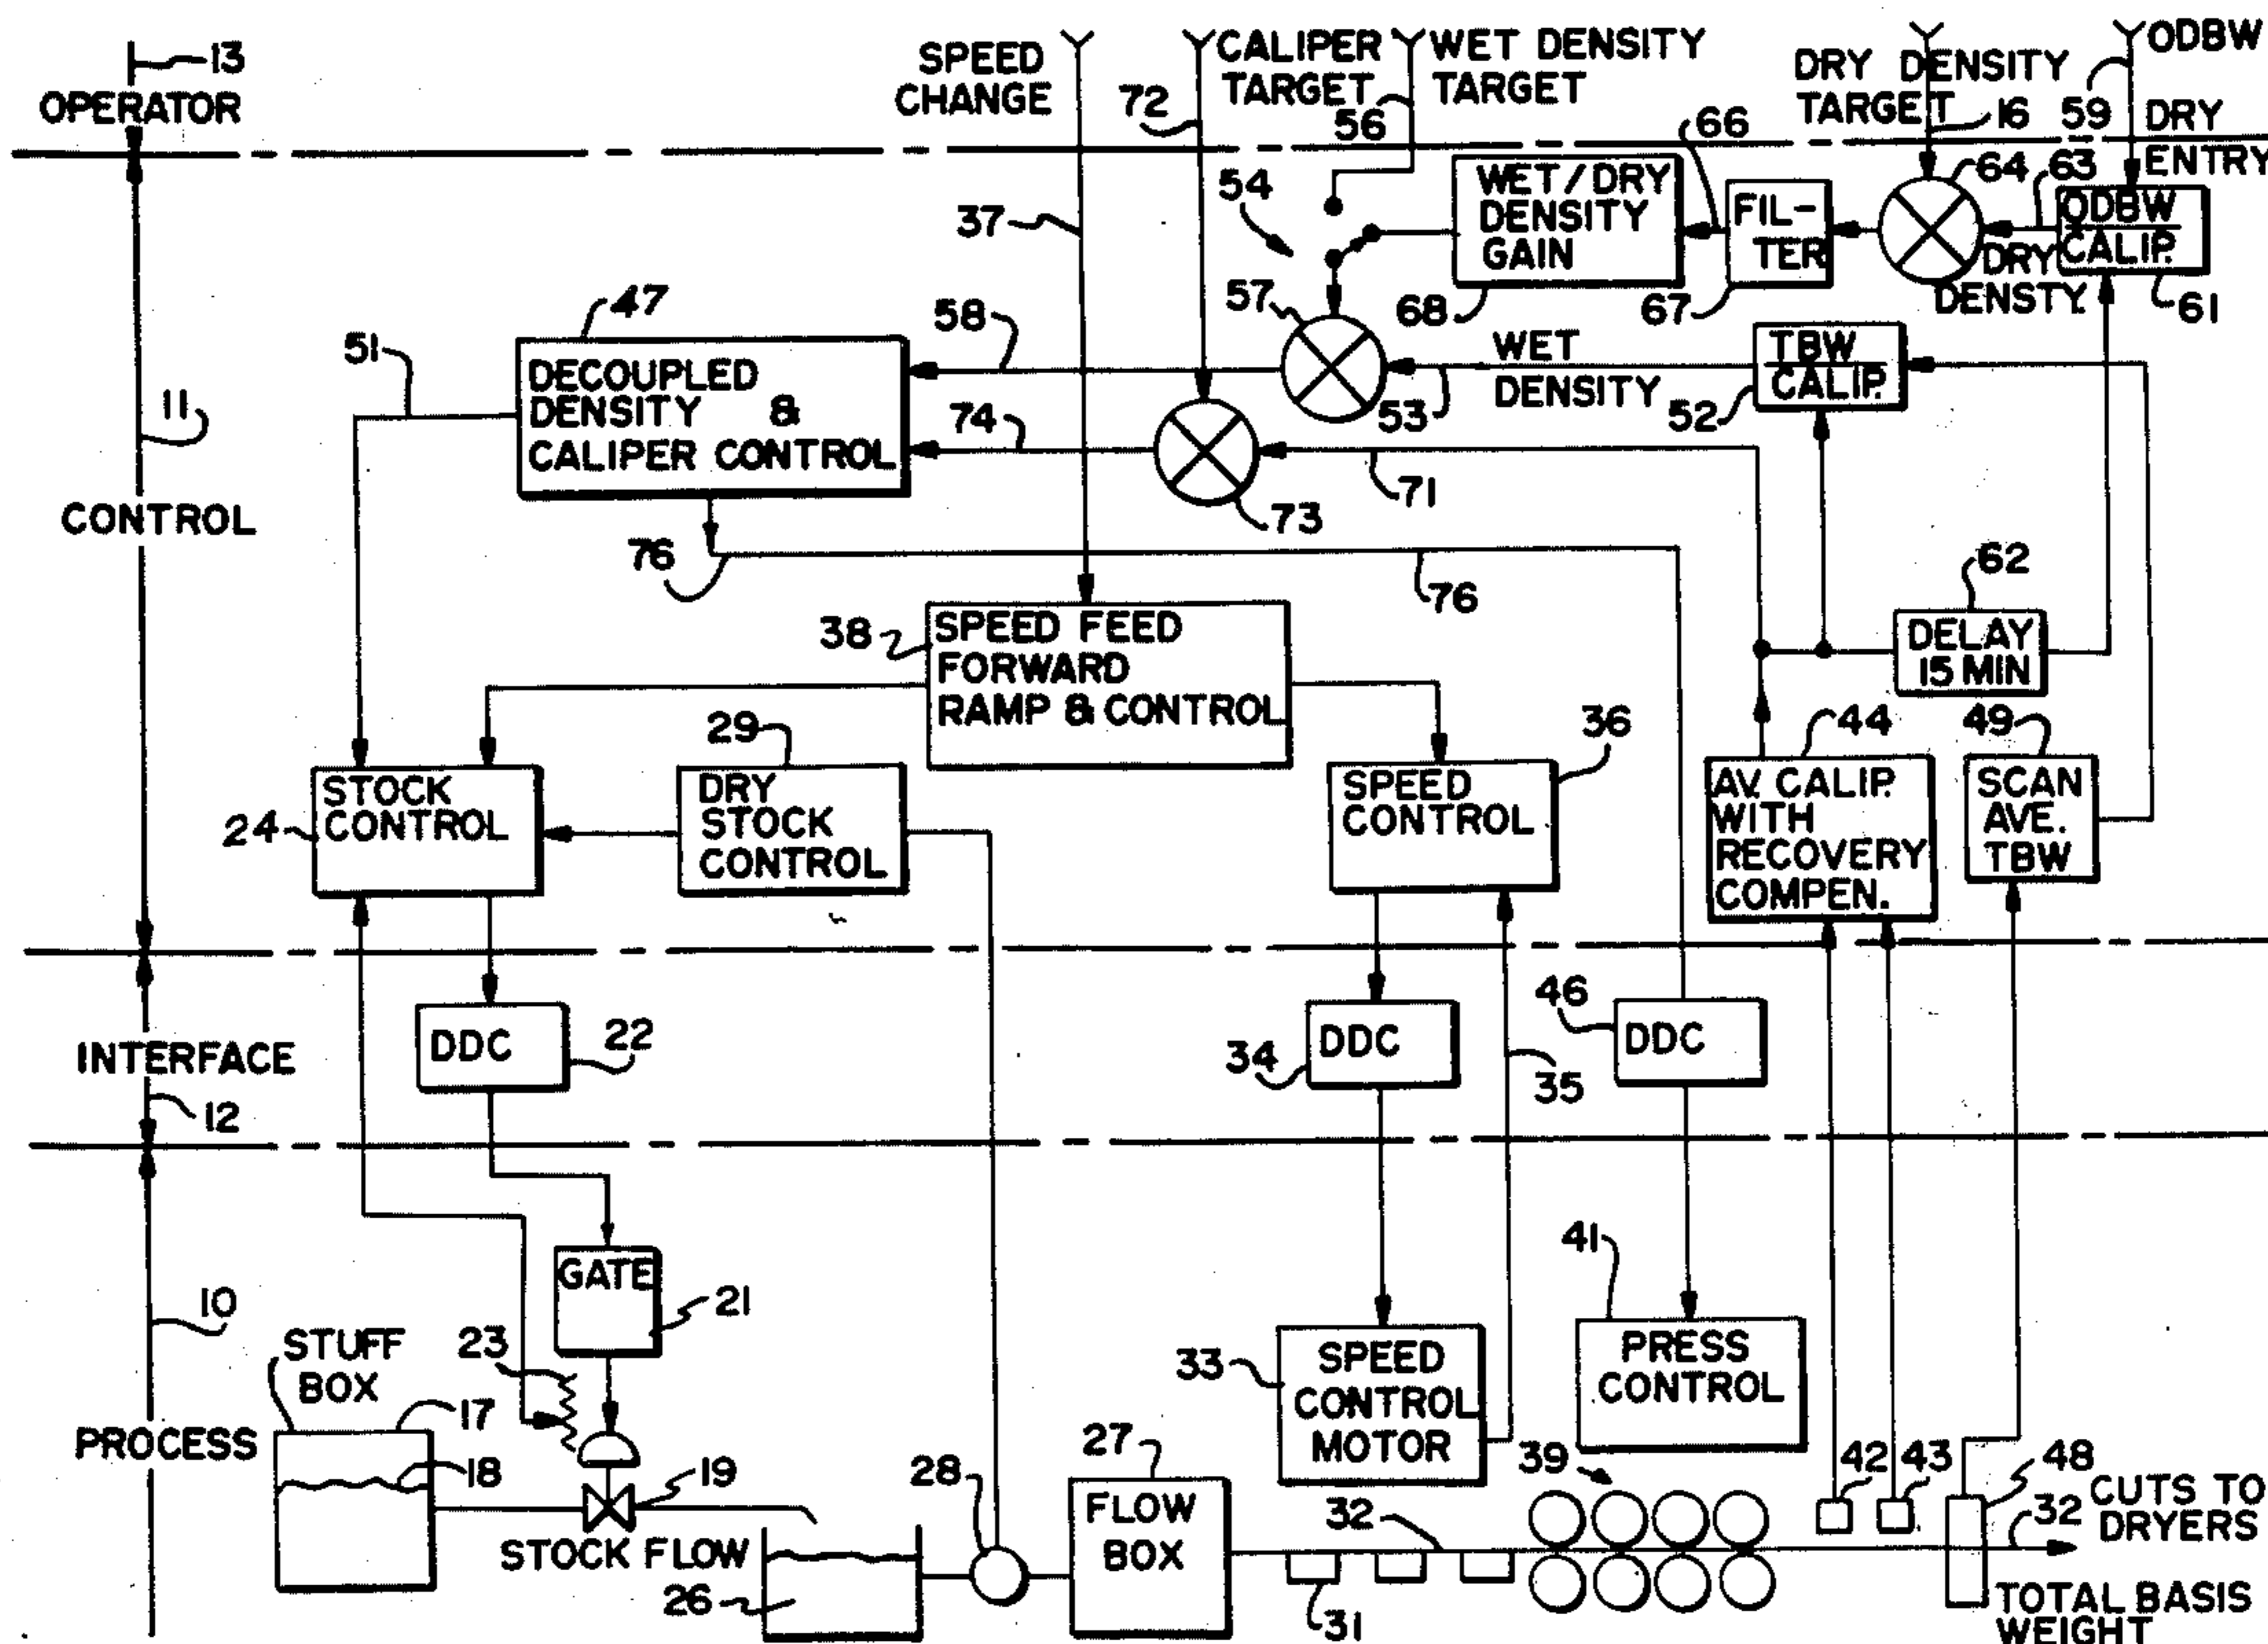 13
OPERATOR
SPEED
CHANGE
72
CALIPER
TARGET
WET DENSITY
TARGET
56
DRY DENSITY
TARGET
16
59
ODBW
DRY
ENTRY
11
CONTROL
37
54
66
WET/DRY
DENSITY
GAIN
68
FIL-
TER
67
64
63
DRY
DENSTY.
ODBW
CALIP.
61
47
51
DECOUPLED
DENSITY &
CALIPER CONTROL
58
74
57
WET
DENSITY
53
TBW
CALIP.
52
73
71
76
76
62
DELAY
15 MIN
38
SPEED FEED
FORWARD
RAMP & CONTROL
29
36
44
49
STOCK
CONTROL
24
DRY
STOCK
CONTROL
SPEED
CONTROL
AV. CALIP.
WITH
RECOVERY
COMPEN.
SCAN
AVE.
TBW
INTERFACE
12
DDC
22
34
DDC
35
46
DDC
10
PROCESS
GATE
21
STUFF
BOX
23
17
18
19
STOCK FLOW
26
28
27
FLOW
BOX
33
SPEED
CONTROL
MOTOR
41
PRESS
CONTROL
32
31
39
42
43
48
32
CUTS TO
DRYERS
TOTAL BASIS
WEIGHT